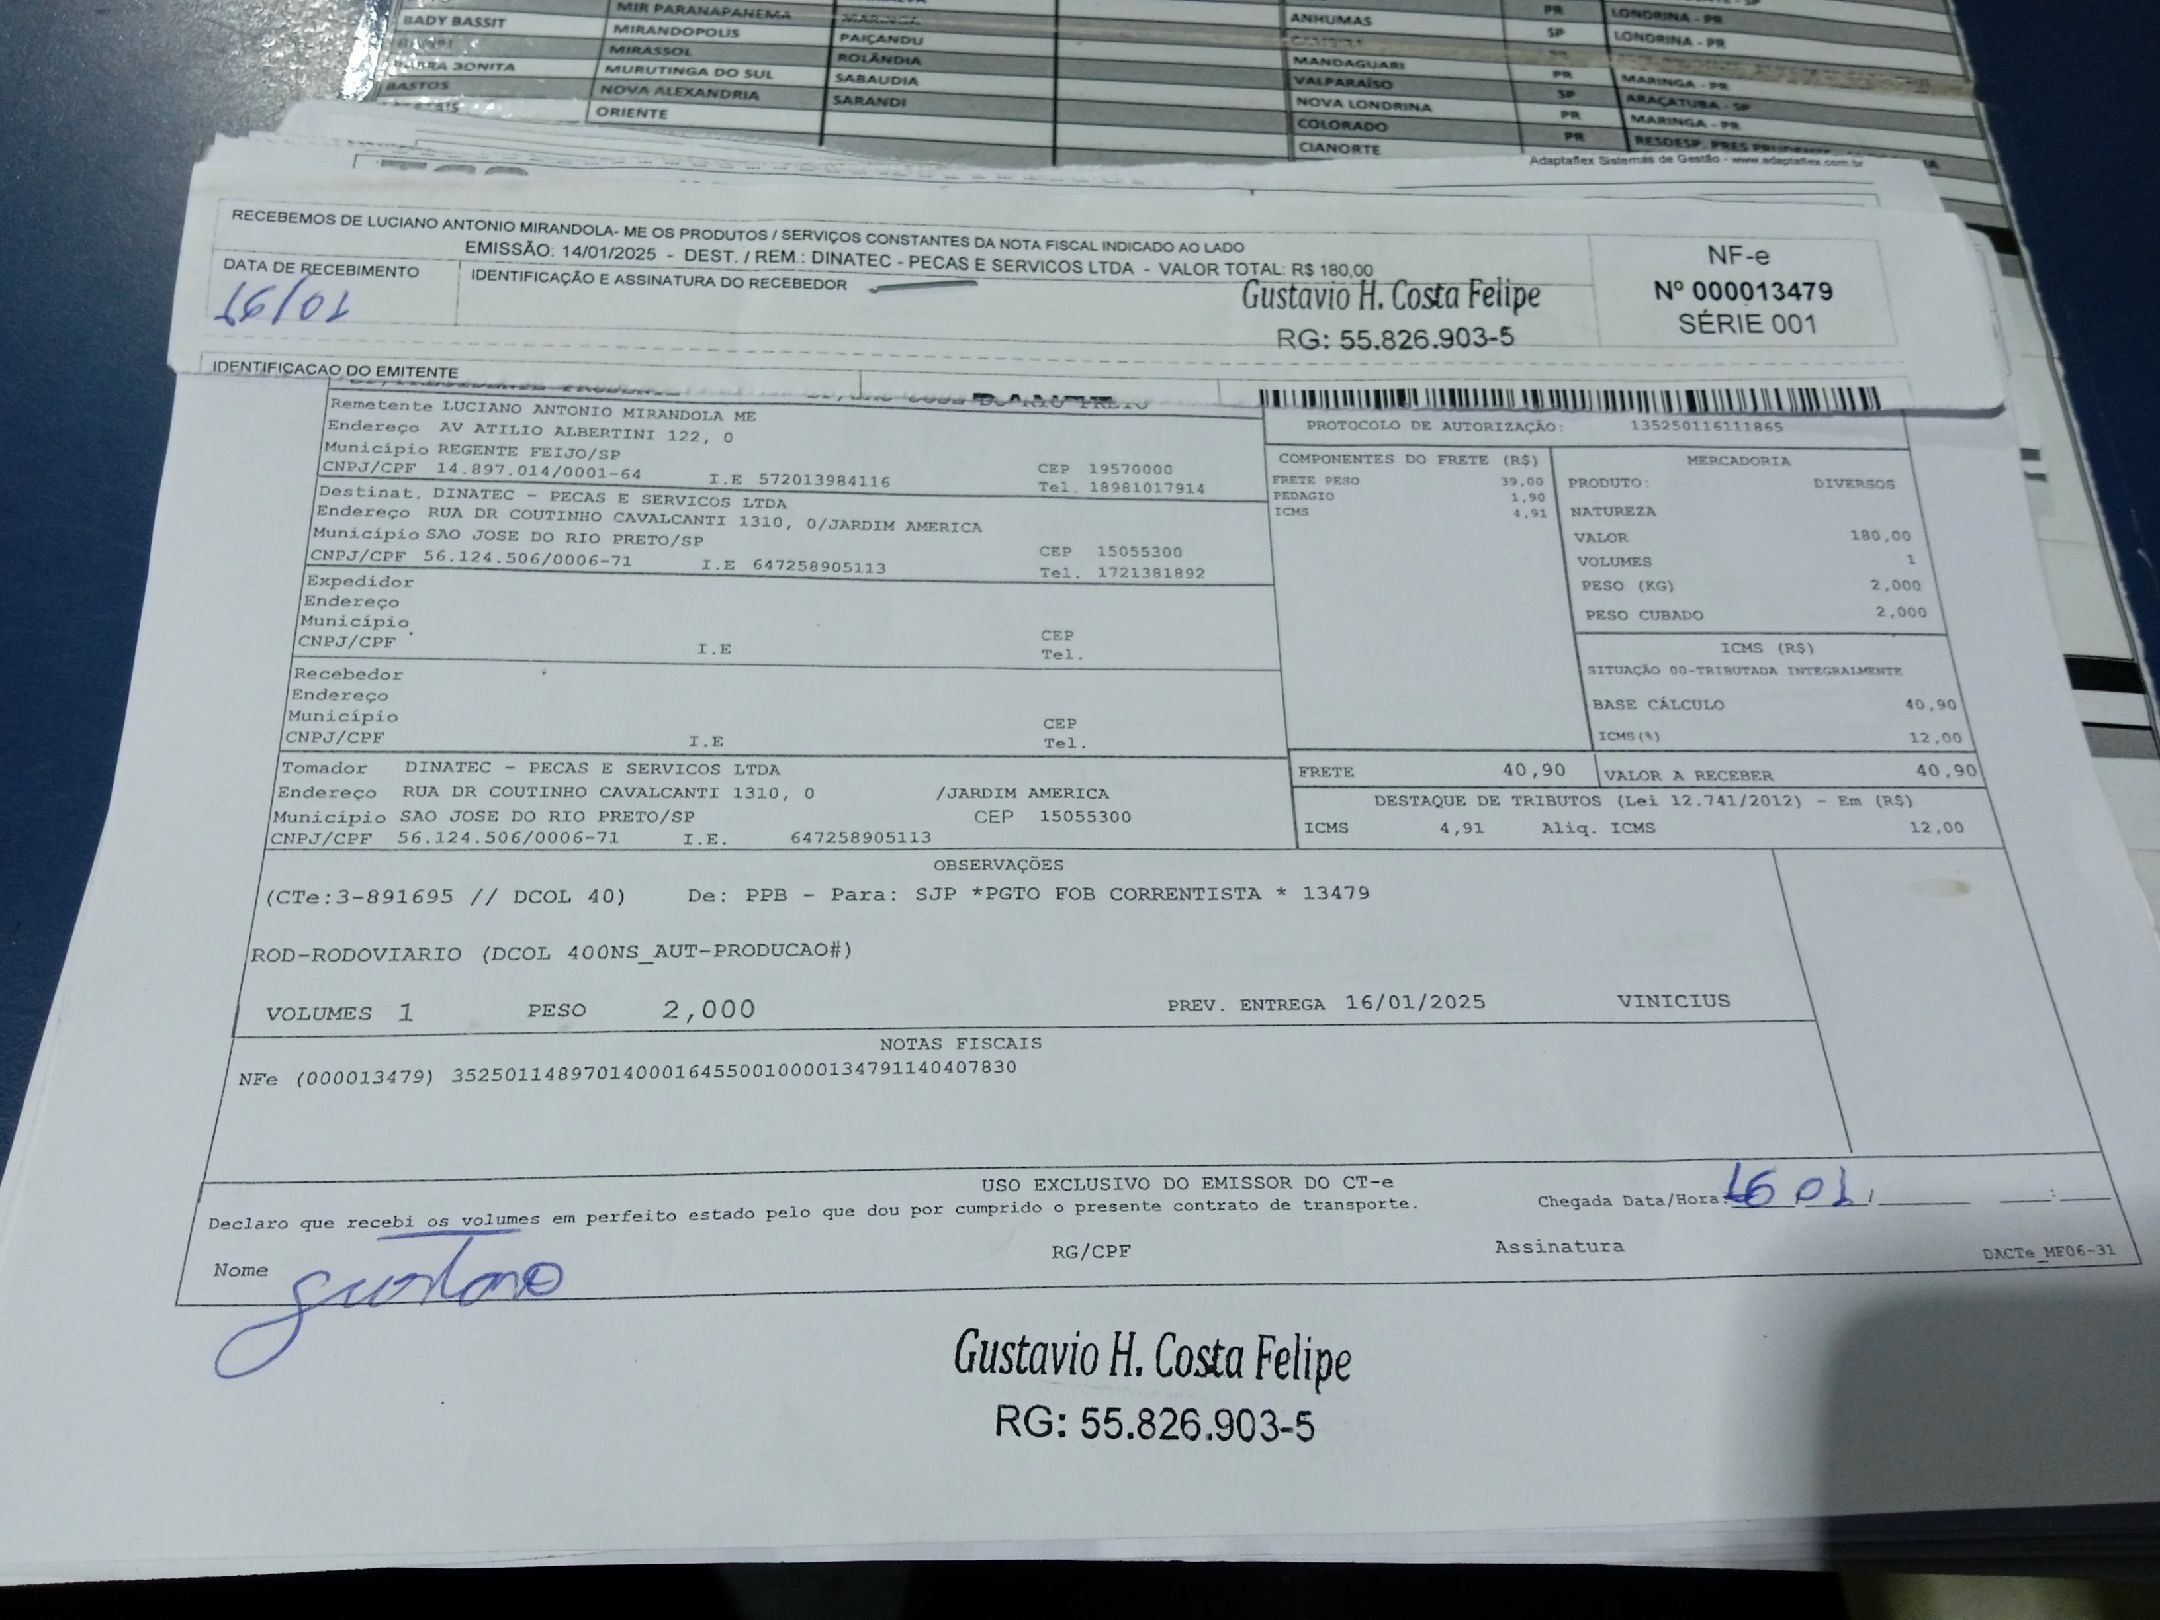 MIR PARANAPANEMA MARINGA PR LONDRINA - PR
BADY BASSIT MIRANDOPOLIS PAIÇANDU ANHUMAS SP LONDRINA - PR
MIRASSOL ROLÂNDIA
BARRA BONITA MURUTINGA DO SUL SABAUDIA MANDAGUARI PR MARINGA - PR
BASTOS NOVA ALEXANDRIA SARANDI VALPARAÍSO SP ARAÇATUBA - SP
ORIENTE NOVA LONDRINA PR MARINGA - PR
COLORADO PR RESDESP. PRES PRUDENTE
CIANORTE
Adaptaflex Sistemas de Gestão - www.adaptaflex.com.br
RECEBEMOS DE LUCIANO ANTONIO MIRANDOLA- ME OS PRODUTOS / SERVIÇOS CONSTANTES DA NOTA FISCAL INDICADO AO LADO
EMISSÃO: 14/01/2025 - DEST. / REM.: DINATEC - PECAS E SERVICOS LTDA - VALOR TOTAL: R$ 180,00
DATA DE RECEBIMENTO
16/01
IDENTIFICAÇÃO E ASSINATURA DO RECEBEDOR
Gustavio H. Costa Felipe
RG: 55.826.903-5
NF-e
Nº 000013479
SÉRIE 001
IDENTIFICACAO DO EMITENTE
Remetente LUCIANO ANTONIO MIRANDOLA ME
Endereço AV ATILIO ALBERTINI 122, 0
Município REGENTE FEIJO/SP CEP 19570000
CNPJ/CPF 14.897.014/0001-64 I.E 572013984116 Tel. 18981017914
Destinat. DINATEC - PECAS E SERVICOS LTDA
Endereço RUA DR COUTINHO CAVALCANTI 1310, 0/JARDIM AMERICA
Município SAO JOSE DO RIO PRETO/SP CEP 15055300
CNPJ/CPF 56.124.506/0006-71 I.E 647258905113 Tel. 1721381892
Expedidor
Endereço
Município CEP
CNPJ/CPF I.E Tel.
Recebedor
Endereço
Município CEP
CNPJ/CPF I.E Tel.
Tomador DINATEC - PECAS E SERVICOS LTDA
Endereço RUA DR COUTINHO CAVALCANTI 1310, 0 /JARDIM AMERICA
Município SAO JOSE DO RIO PRETO/SP CEP 15055300
CNPJ/CPF 56.124.506/0006-71 I.E. 647258905113
PROTOCOLO DE AUTORIZAÇÃO: 135250116111865
COMPONENTES DO FRETE (R$)
FRETE PESO 39,00
PEDAGIO 1,90
ICMS 4,91
MERCADORIA
PRODUTO: DIVERSOS
NATUREZA
VALOR 180,00
VOLUMES 1
PESO (KG) 2,000
PESO CUBADO 2,000
ICMS (R$)
SITUAÇÃO 00-TRIBUTADA INTEGRALMENTE
BASE CÁLCULO 40,90
ICMS(%) 12,00
FRETE 40,90 VALOR A RECEBER 40,90
DESTAQUE DE TRIBUTOS (Lei 12.741/2012) - Em (R$)
ICMS 4,91 Aliq. ICMS 12,00
OBSERVAÇÕES
(CTe:3-891695 // DCOL 40) De: PPB - Para: SJP *PGTO FOB CORRENTISTA * 13479
ROD-RODOVIARIO (DCOL 400NS_AUT-PRODUCAO#)
VOLUMES 1 PESO 2,000 PREV. ENTREGA 16/01/2025 VINICIUS
NOTAS FISCAIS
NFe (000013479) 35250114897014000164550010000134791140407830
USO EXCLUSIVO DO EMISSOR DO CT-e
Declaro que recebi os volumes em perfeito estado pelo que dou por cumprido o presente contrato de transporte. Chegada Data/Hora: 16 01 / :
Nome Gustavo RG/CPF Assinatura DACTe_MF06-31
Gustavio H. Costa Felipe
RG: 55.826.903-5